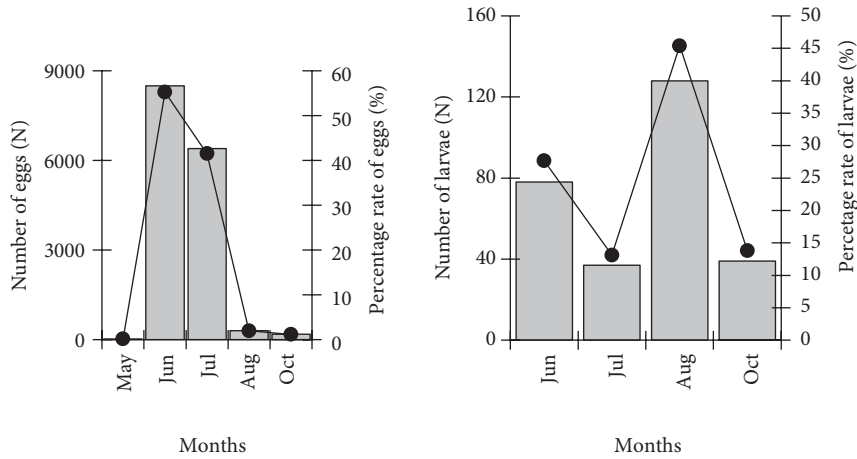 Number of eggs (N)
9000
6000
3000
0
60
50
40
30
20
10
0
Percentage rate of eggs (%)
May
Jun
Jul
Aug
Oct
Months
Number of larvae (N)
160
120
80
40
0
50
45
40
35
30
25
20
15
10
5
0
Percetage rate of larvae (%)
Jun
Jul
Aug
Oct
Months